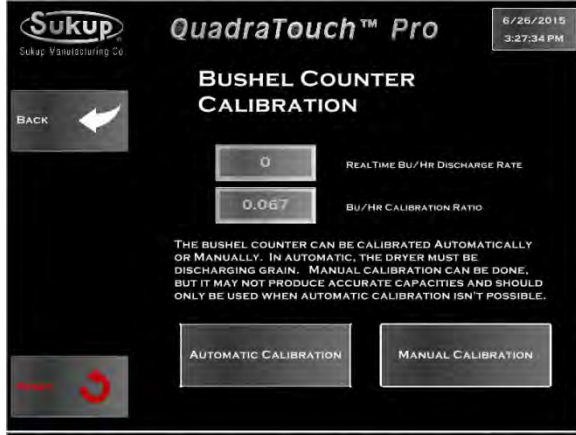 Sukup
Sukup Manufacturing Co
QuadraTouch™ Pro
6/26/2015
3:27:34 PM
BUSHEL COUNTER
CALIBRATION
BACK
0
REALTIME BU/HR DISCHARGE RATE
0.067
BU/HR CALIBRATION RATIO
THE BUSHEL COUNTER CAN BE CALIBRATED AUTOMATICALLY
OR MANUALLY. IN AUTOMATIC, THE DRYER MUST BE
DISCHARGING GRAIN. MANUAL CALIBRATION CAN BE DONE,
BUT IT MAY NOT PRODUCE ACCURATE CAPACITIES AND SHOULD
ONLY BE USED WHEN AUTOMATIC CALIBRATION ISN'T POSSIBLE.
AUTOMATIC CALIBRATION
MANUAL CALIBRATION